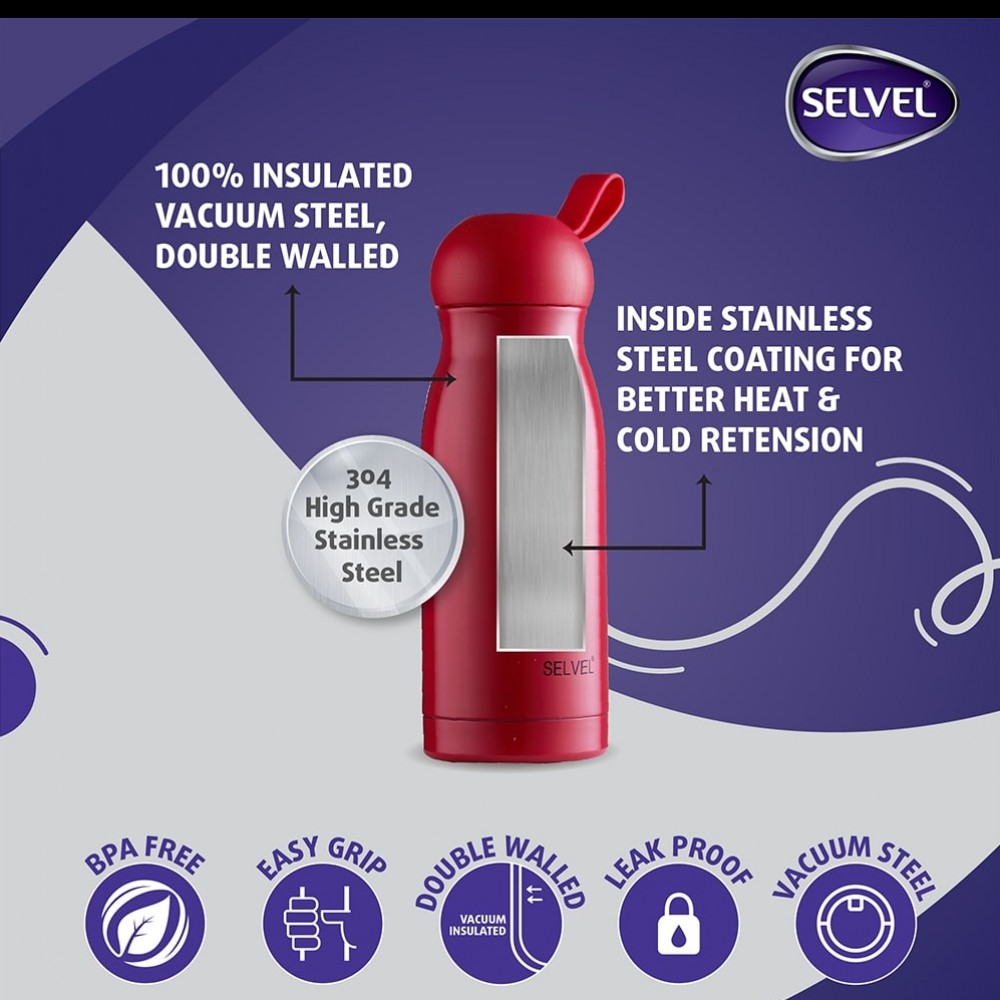 SELVEL®
100% INSULATED
VACUUM STEEL,
DOUBLE WALLED
INSIDE STAINLESS
STEEL COATING FOR
BETTER HEAT &
COLD RETENSION
304
High Grade
Stainless
Steel
SELVEL®
BPA FREE
EASY GRIP
DOUBLE WALLED
VACUUM
INSULATED
LEAK PROOF
VACUUM STEEL